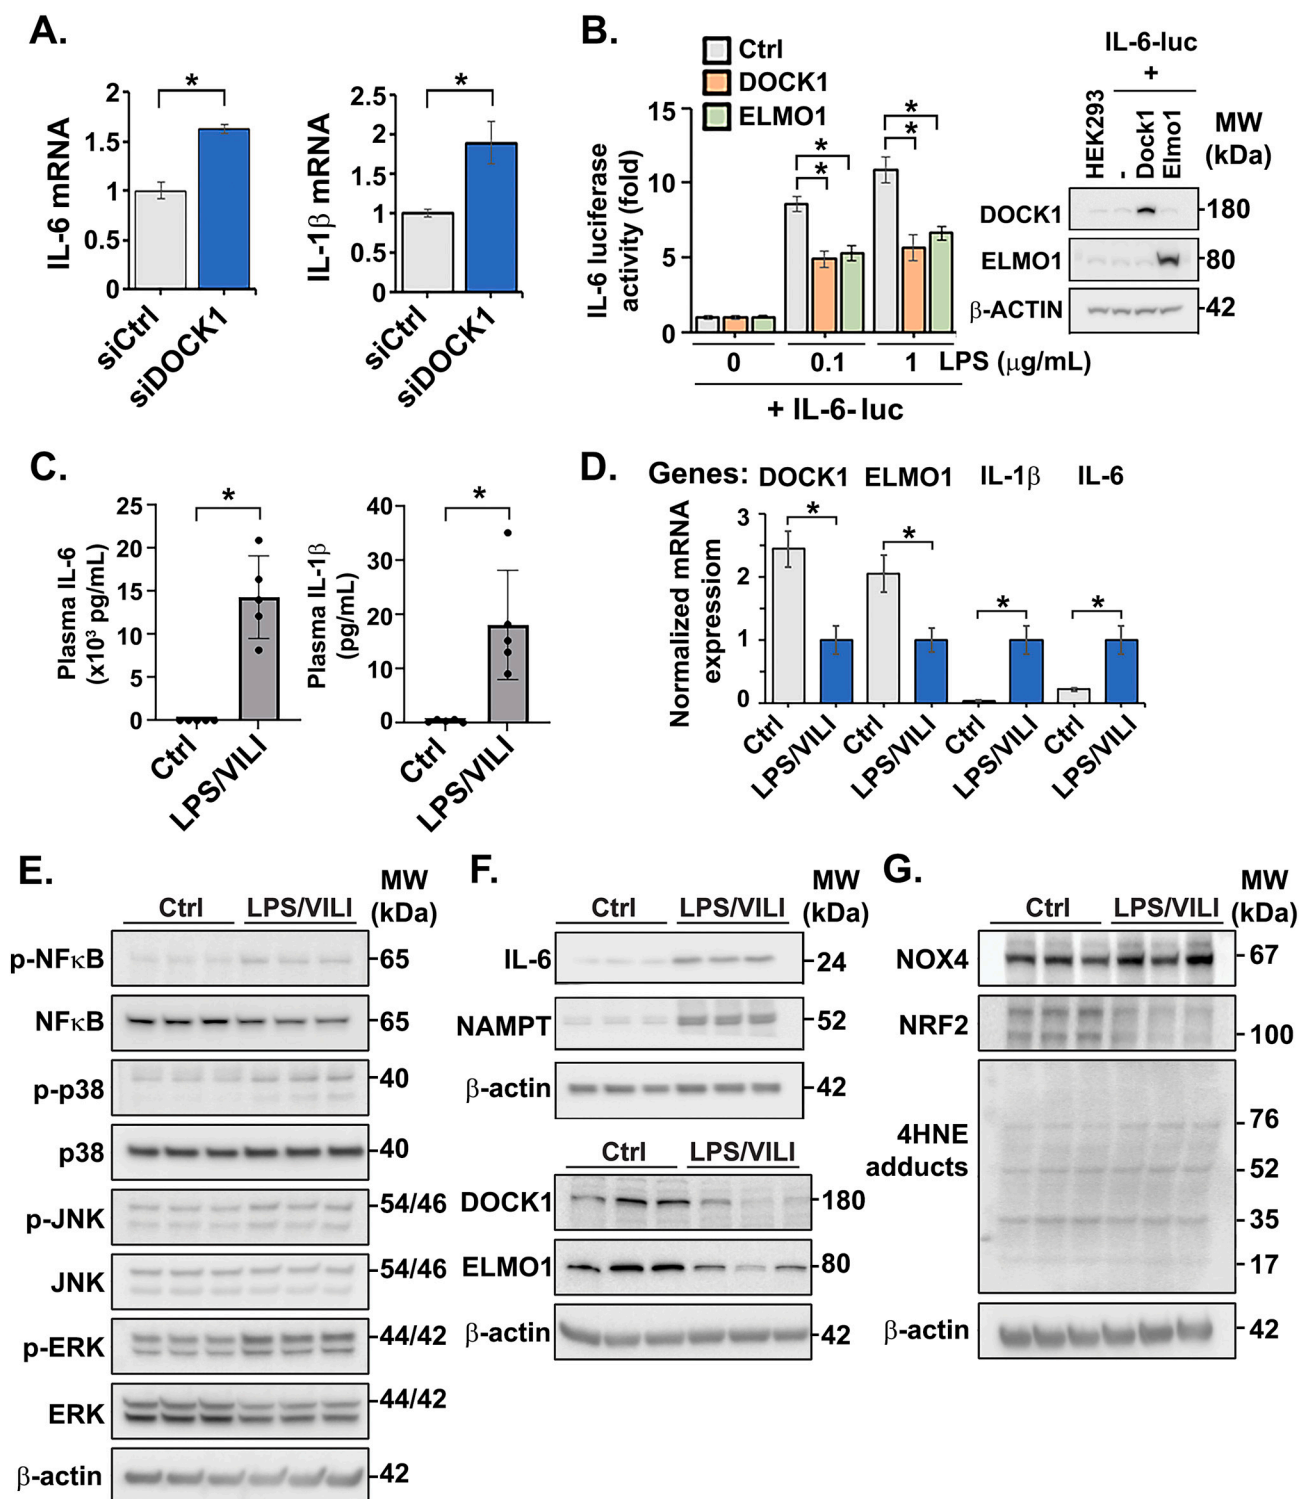 A.
IL-6 mRNA
2
1.5
1
0.5
0
*
siCtrl
siDOCK1
IL-1β mRNA
2.5
2
1.5
1
0.5
0
*
siCtrl
siDOCK1
B.
Ctrl
DOCK1
ELMO1
IL-6 luciferase
activity (fold)
15
10
5
0
*
*
*
*
0
0.1
1
LPS (μg/mL)
+ IL-6-luc
IL-6-luc
+
HEK293
-
Dock1
Elmo1
MW
(kDa)
DOCK1
180
ELMO1
80
β-ACTIN
42
C.
Plasma IL-6
(x10³ pg/mL)
25
20
15
10
5
0
*
Ctrl
LPS/VILI
Plasma IL-1β
(pg/mL)
40
30
20
10
0
*
Ctrl
LPS/VILI
D.
Genes: DOCK1 ELMO1 IL-1β IL-6
Normalized mRNA
expressiom
3
2
1
0
*
*
*
*
Ctrl
LPS/VILI
Ctrl
LPS/VILI
Ctrl
LPS/VILI
Ctrl
LPS/VILI
E.
Ctrl
LPS/VILI
MW
(kDa)
p-NFκB
65
NFκB
65
p-p38
40
p38
40
p-JNK
54/46
JNK
54/46
p-ERK
44/42
ERK
44/42
β-actin
42
F.
Ctrl
LPS/VILI
MW
(kDa)
IL-6
24
NAMPT
52
β-actin
42
Ctrl
LPS/VILI
DOCK1
180
ELMO1
80
β-actin
42
G.
Ctrl
LPS/VILI
MW
(kDa)
NOX4
67
NRF2
100
4HNE
adducts
76
52
35
17
β-actin
42